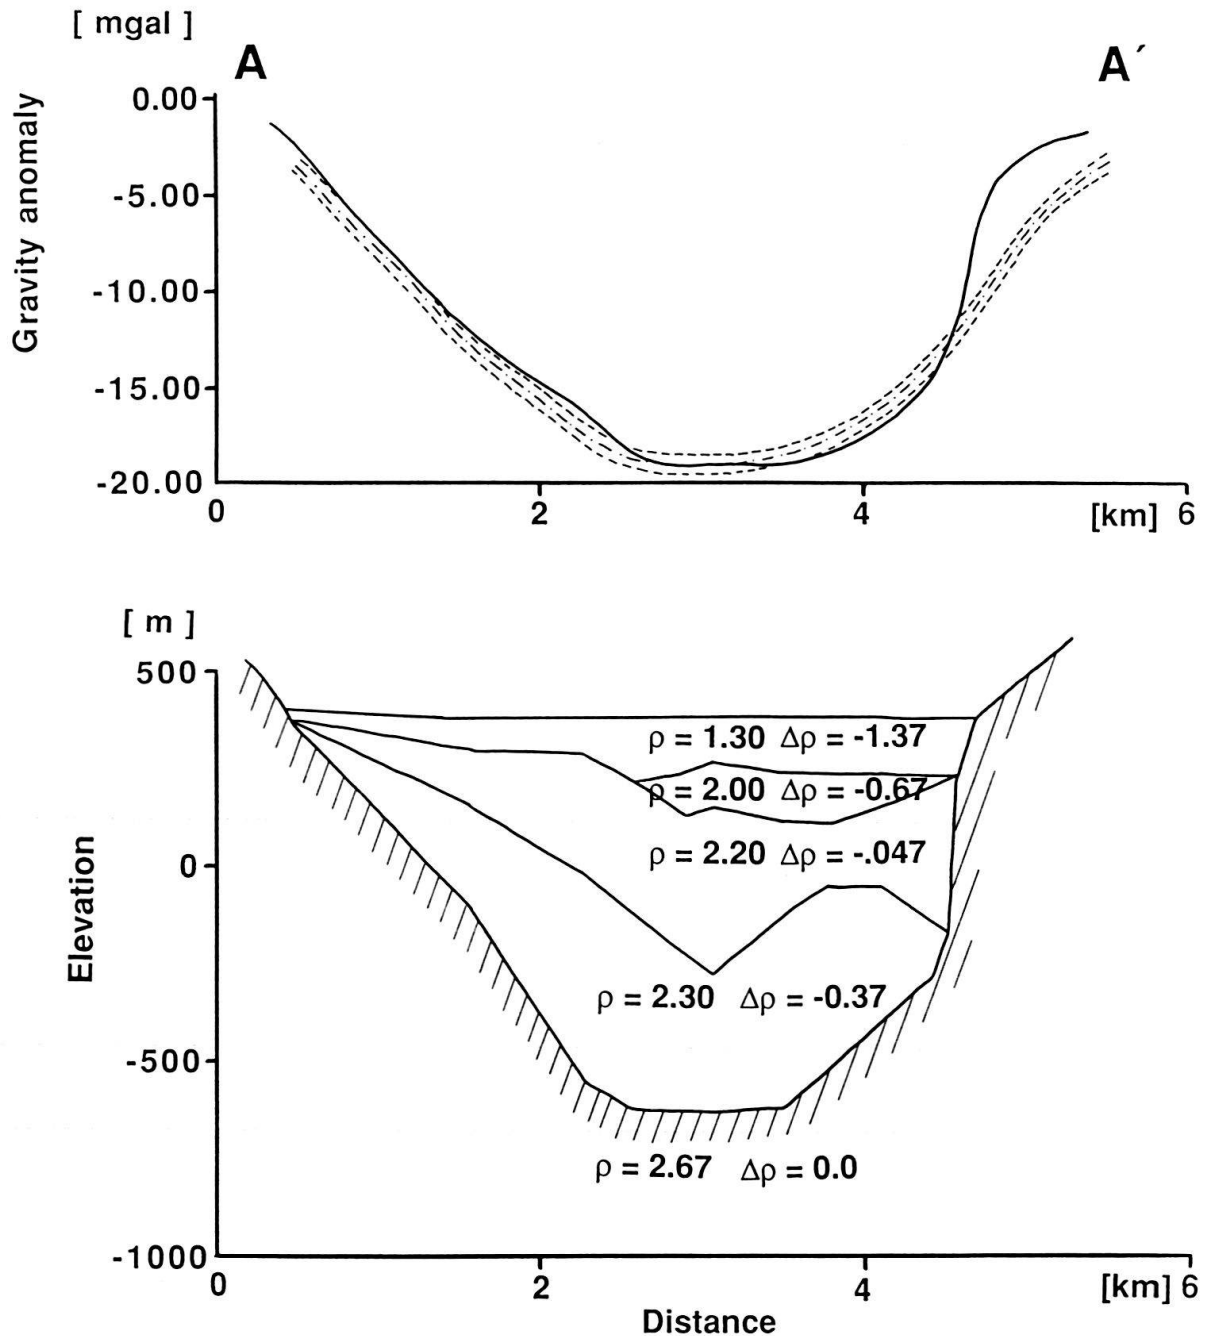 [ mgal ]
A A´
Gravity anomaly
0.00
-5.00
-10.00
-15.00
-20.00
0 2 4 [km] 6
[ m ]
500
0
-500
-1000
Elevation
ρ = 1.30 Δρ = -1.37
ρ = 2.00 Δρ = -0.67
ρ = 2.20 Δρ = -.047
ρ = 2.30 Δρ = -0.37
ρ = 2.67 Δρ = 0.0
0 2 4 [km] 6
Distance